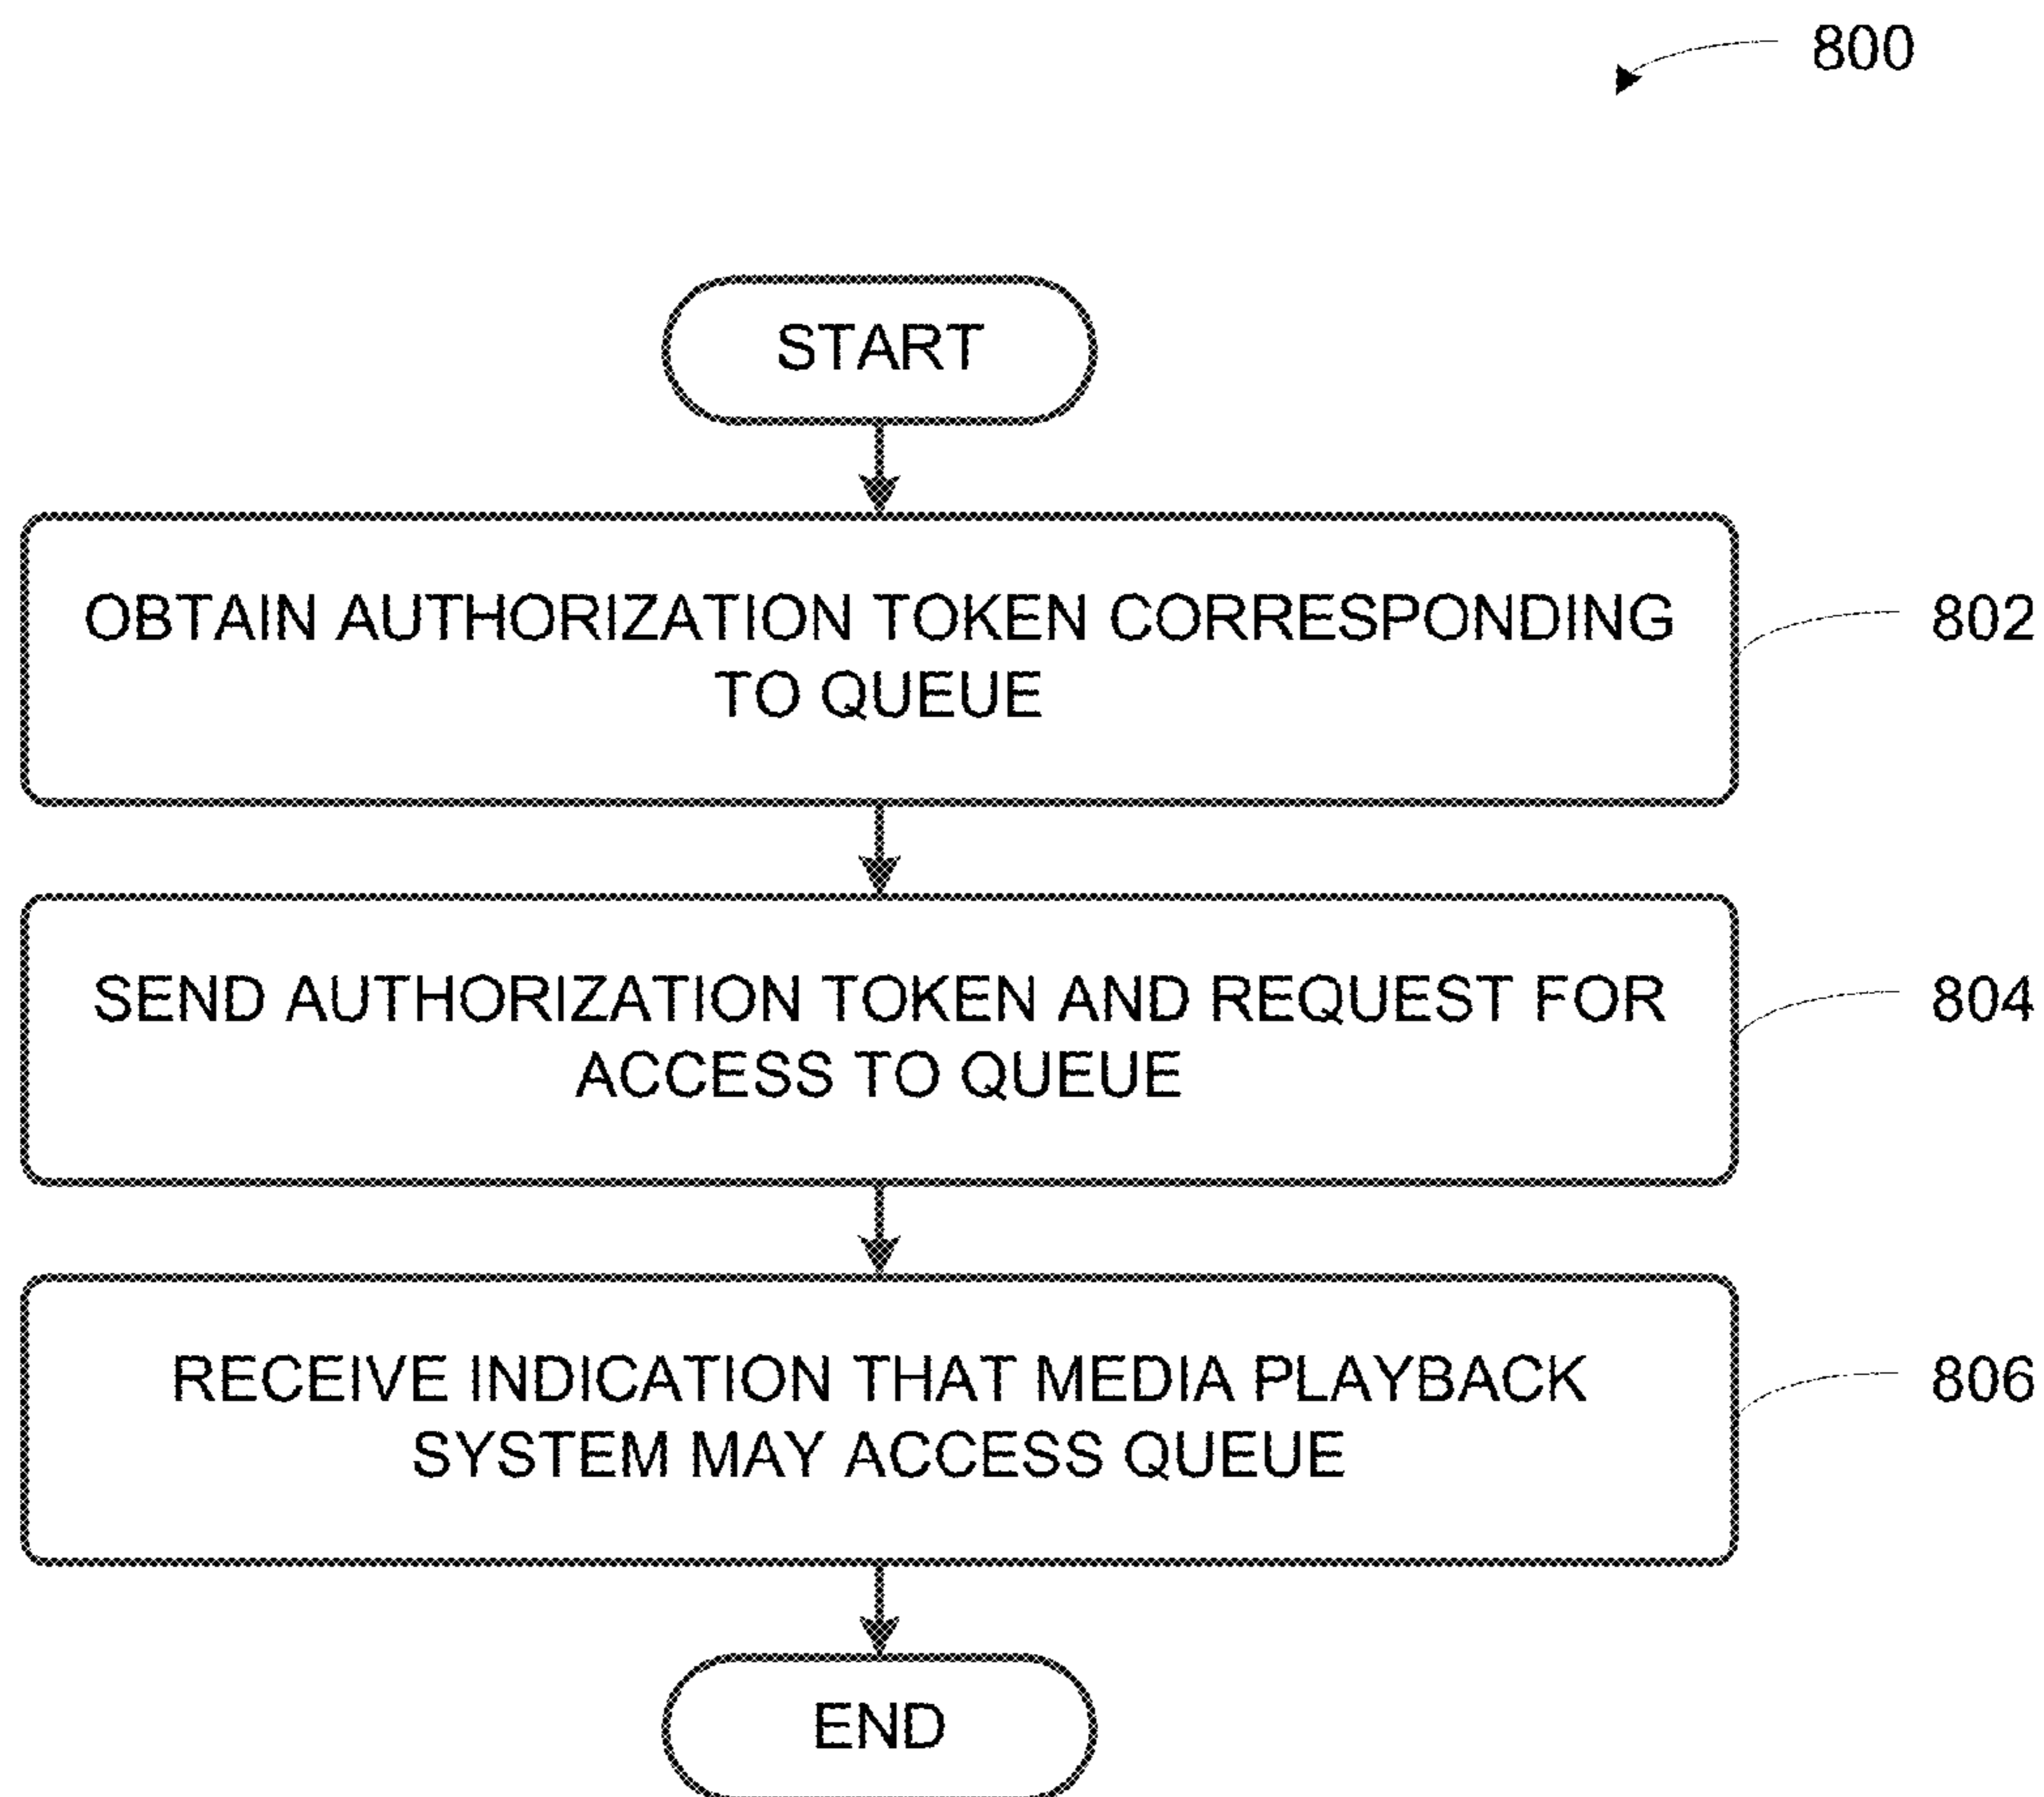 800
START
OBTAIN AUTHORIZATION TOKEN CORRESPONDING
TO QUEUE
802
SEND AUTHORIZATION TOKEN AND REQUEST FOR
ACCESS TO QUEUE
804
RECEIVE INDICATION THAT MEDIA PLAYBACK
SYSTEM MAY ACCESS QUEUE
806
END